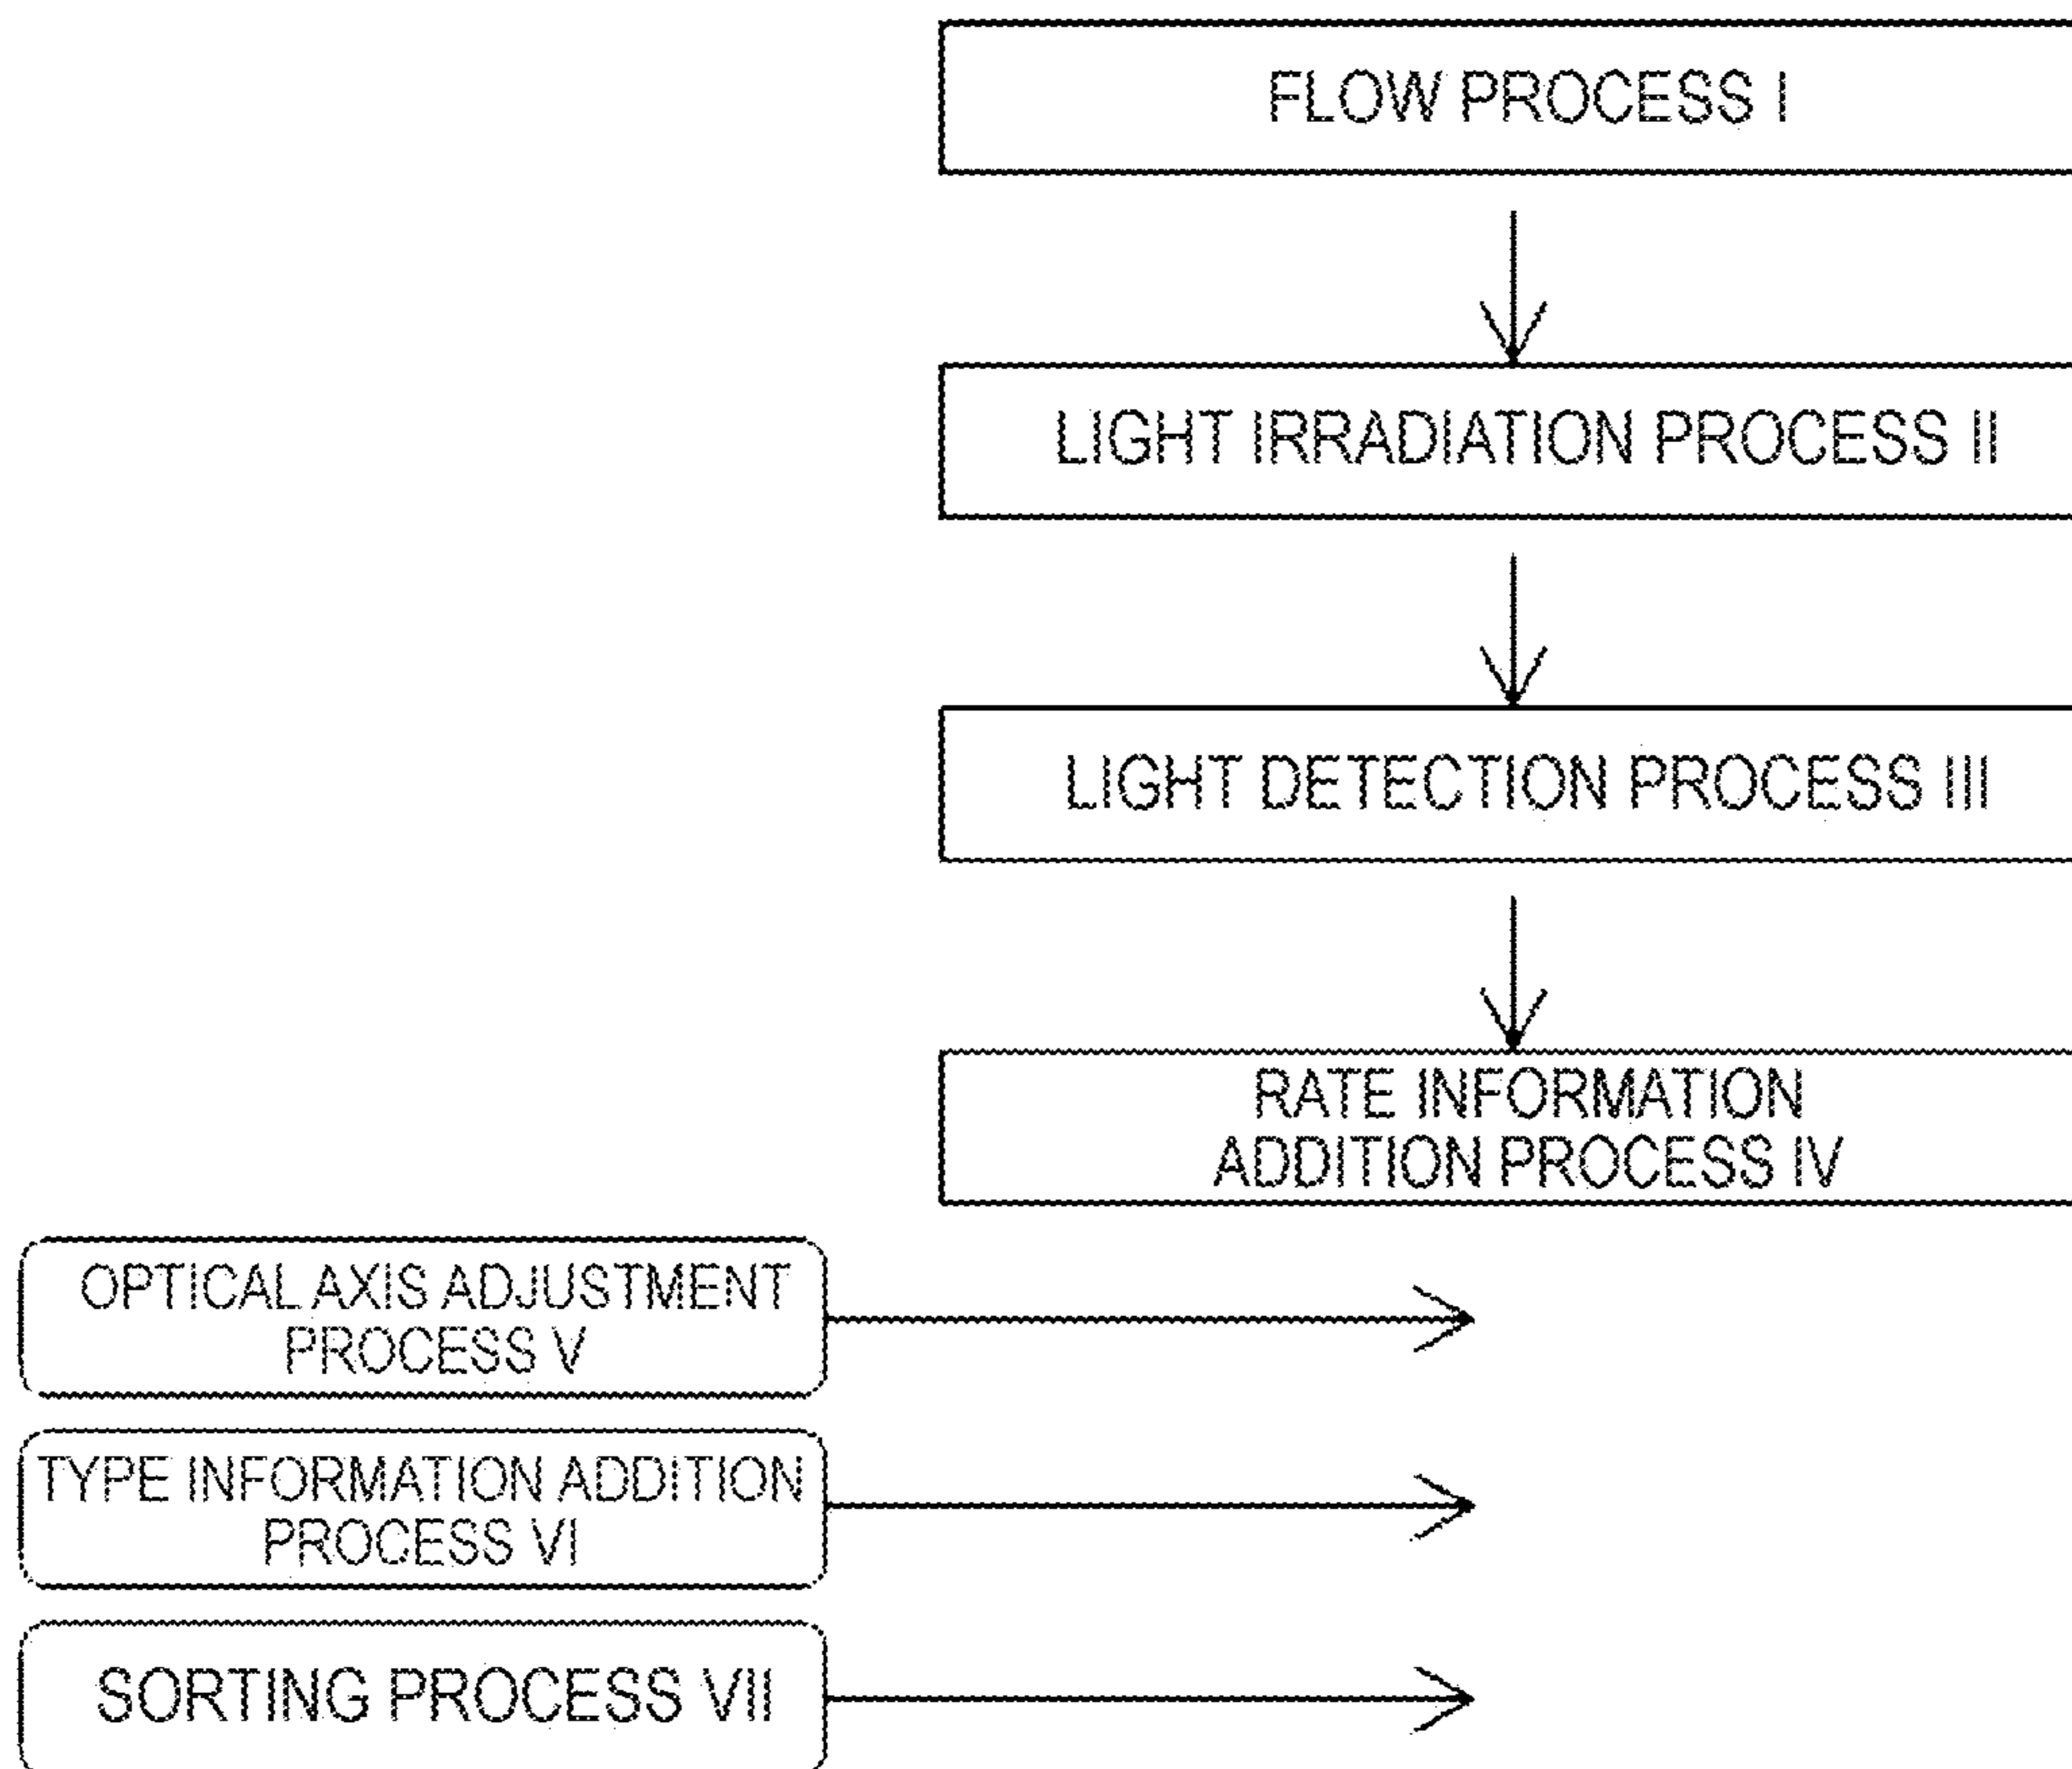 FLOW PROCESS I
LIGHT IRRADIATION PROCESS II
LIGHT DETECTION PROCESS III
RATE INFORMATION
ADDITION PROCESS IV
OPTICAL AXIS ADJUSTMENT
PROCESS V
TYPE INFORMATION ADDITION
PROCESS VI
SORTING PROCESS VII